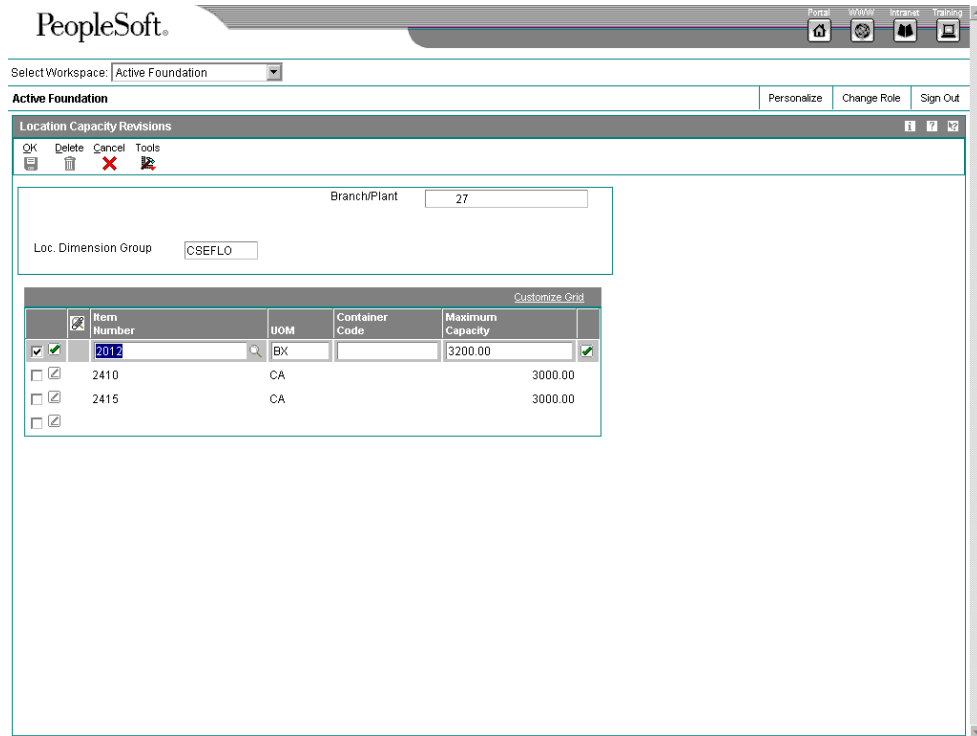 PeopleSoft®
Portal WWW Intranet Training
Select Workspace: Active Foundation
Active Foundation Personalize Change Role Sign Out
Location Capacity Revisions
OK Delete Cancel Tools
Branch/Plant 27
Loc. Dimension Group CSEFLO
Customize Grid
Item Number UOM Container Code Maximum Capacity
2012 BX 3200.00
2410 CA 3000.00
2415 CA 3000.00